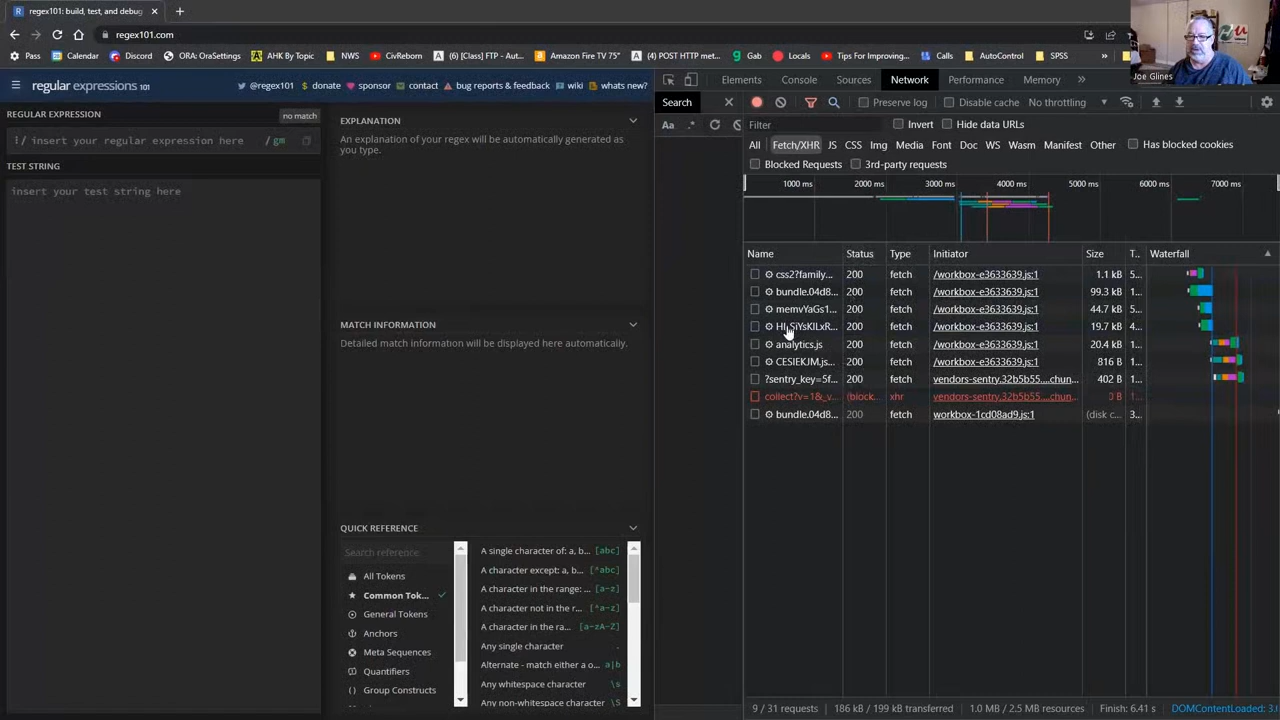 regex101: build, test, and debug
regex101.com
Pass Calendar Discord ORA: OraSettings AHK By Topic NWS CivReborn (6) [Class] FTP - Aut... Amazon Fire TV 75" (4) POST HTTP met... Gab Locals Tips For Improving... Calls AutoControl SPSS
Joe Glines
regular expressions 101
@regex101 donate sponsor contact bug reports & feedback wiki whats new?
REGULAR EXPRESSION
no match
insert your regular expression here
/ gm
TEST STRING
insert your test string here
EXPLANATION
An explanation of your regex will be automatically generated as
you type.
MATCH INFORMATION
Detailed match information will be displayed here automatically.
QUICK REFERENCE
Search reference
All Tokens
Common Tok...
General Tokens
Anchors
Meta Sequences
Quantifiers
Group Constructs
A single character of: a, b... [abc]
A character except: a, b... [^abc]
A character in the range: ... [a-z]
A character not in the r... [^a-z]
A character in the ra... [a-zA-Z]
Any single character .
Alternate - match either a o... a|b
Any whitespace character \s
Any non-whitespace character \S
Elements Console Sources Network Performance Memory
Search
Preserve log Disable cache No throttling
Aa .*
Filter Invert Hide data URLs
All Fetch/XHR JS CSS Img Media Font Doc WS Wasm Manifest Other Has blocked cookies
Blocked Requests 3rd-party requests
1000 ms 2000 ms 3000 ms 4000 ms 5000 ms 6000 ms 7000 ms
Name Status Type Initiator Size T.. Waterfall
css2?family... 200 fetch /workbox-e3633639.js:1 1.1 kB 5...
bundle.04d8... 200 fetch /workbox-e3633639.js:1 99.3 kB 8...
memvYaGs1... 200 fetch /workbox-e3633639.js:1 44.7 kB 5...
200 fetch /workbox-e3633639.js:1 19.7 kB 4...
analytics.js 200 fetch /workbox-e3633639.js:1 20.4 kB 1...
CESIEKJM.js... 200 fetch /workbox-e3633639.js:1 816 B 1...
?sentry_key=5f... 200 fetch vendors-sentry.32b5b55....chun... 402 B 1...
collect?v=1&_v... (block... xhr vendors-sentry.32b5b55....chun... 0 B 1...
bundle.04d8... 200 fetch workbox-1cd08ad9.js:1 (disk c... 3...
9 / 31 requests 186 kB / 199 kB transferred 1.0 MB / 2.5 MB resources Finish: 6.41 s DOMContentLoaded: 3.